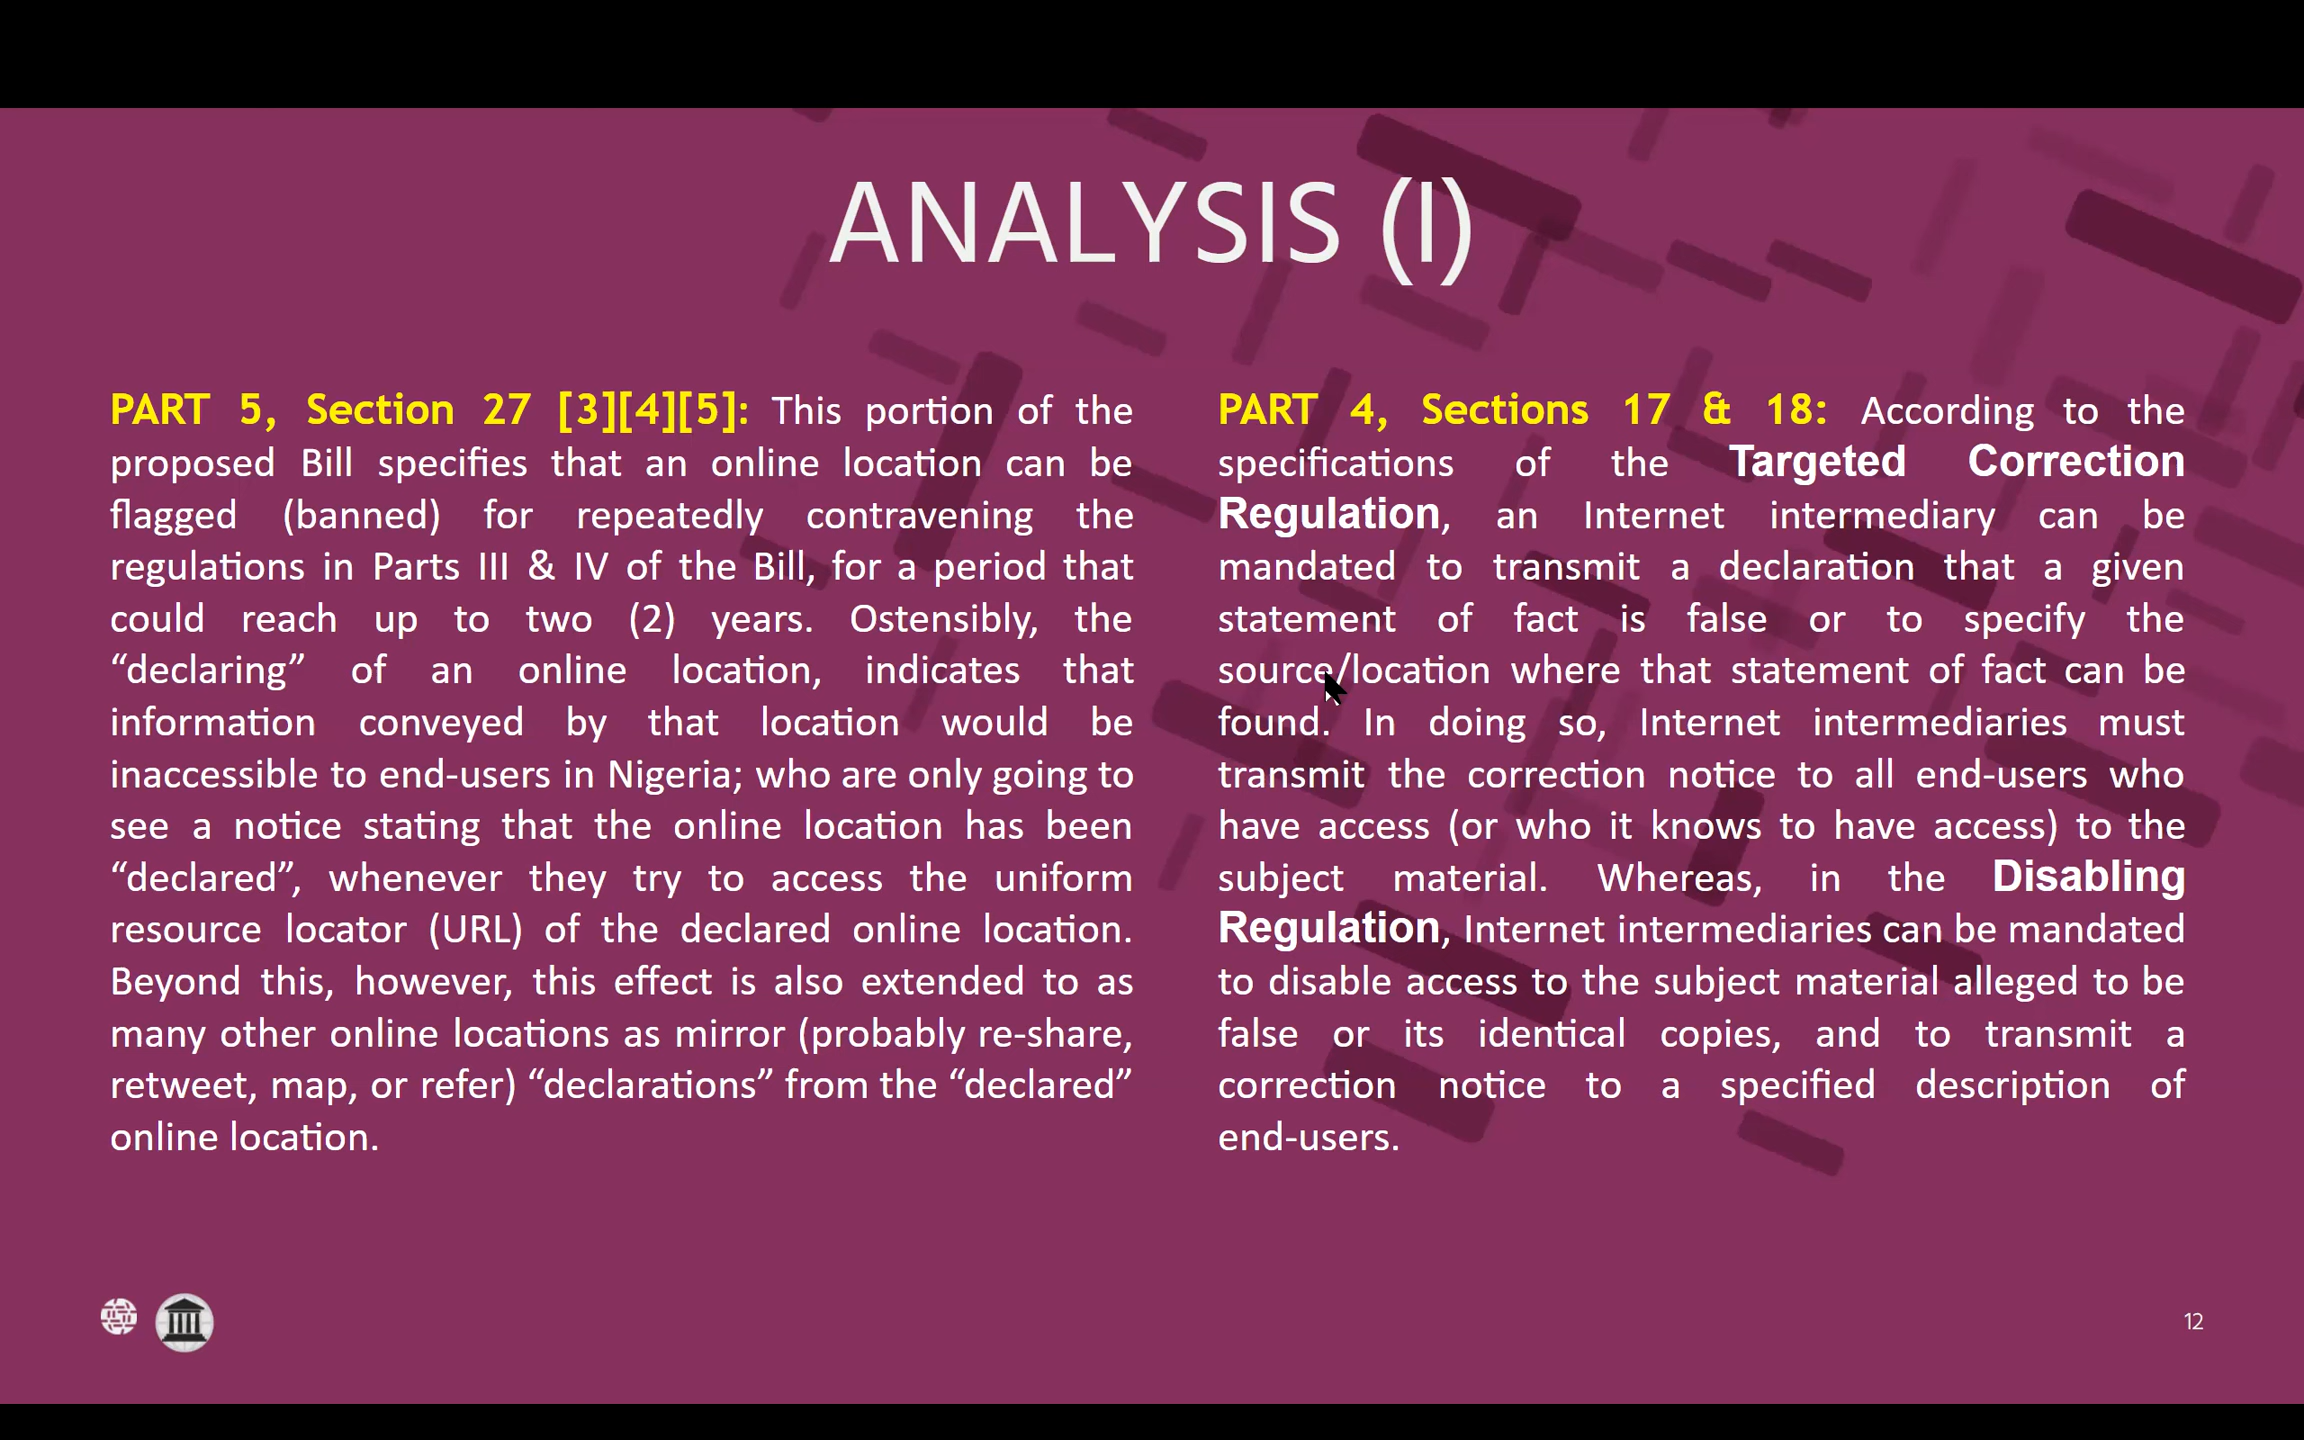 ANALYSIS (I)
PART 5, Section 27 [3][4][5]: This portion of the
proposed Bill specifies that an online location can be
flagged (banned) for repeatedly contravening the
regulations in Parts III & IV of the Bill, for a period that
could reach up to two (2) years. Ostensibly, the
“declaring” of an online location, indicates that
information conveyed by that location would be
inaccessible to end-users in Nigeria; who are only going to
see a notice stating that the online location has been
“declared”, whenever they try to access the uniform
resource locator (URL) of the declared online location.
Beyond this, however, this effect is also extended to as
many other online locations as mirror (probably re-share,
retweet, map, or refer) “declarations” from the “declared”
online location.
PART 4, Sections 17 & 18: According to the
specifications of the Targeted Correction
Regulation, an Internet intermediary can be
mandated to transmit a declaration that a given
statement of fact is false or to specify the
source/location where that statement of fact can be
found. In doing so, Internet intermediaries must
transmit the correction notice to all end-users who
have access (or who it knows to have access) to the
subject material. Whereas, in the Disabling
Regulation, Internet intermediaries can be mandated
to disable access to the subject material alleged to be
false or its identical copies, and to transmit a
correction notice to a specified description of
end-users.
12